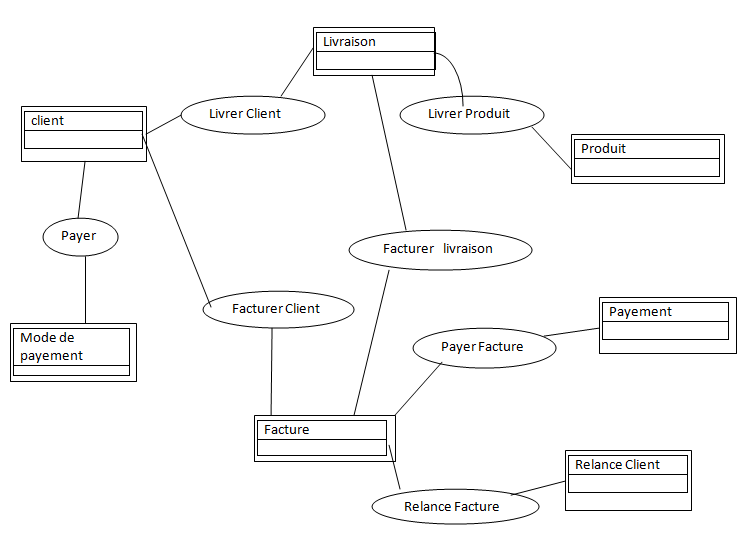 Livraison
Livrer Client
Livrer Produit
client
Produit
Payer
Facturer livraison
Facturer Client
Payement
Mode de
payement
Payer Facture
Facture
Relance Client
Relance Facture